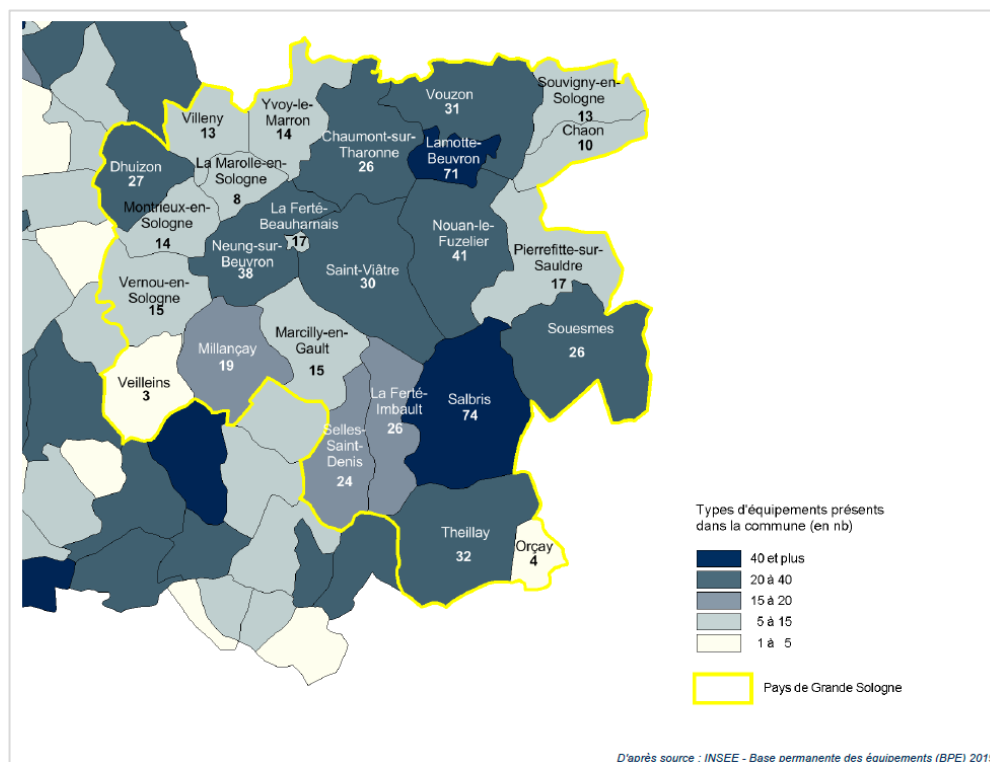 Souvigny-en-
Sologne
13
Vouzon
31
Yvoy-le-
Marron
14
Villeny
13
Chaumont-sur-
Tharonne
26
Lamotte-
Beuvron
71
Chaon
10
Dhuizon
27
La Marolle-en-
Sologne
8
Montrieux-en-
Sologne
14
La Ferté-
Beauharnais
17
Nouan-le-
Fuzelier
41
Neung-sur-
Beuvron
38
Saint-Viâtre
30
Pierrefitte-sur-
Sauldre
17
Vernou-en-
Sologne
15
Marcilly-en-
Gault
15
Souesmes
26
Millançay
19
Veilleins
3
La Ferté-
Imbault
26
Salbris
74
Selles-
Saint-
Denis
24
Theillay
32
Orçay
4
Types d'équipements présents
dans la commune (en nb)
40 et plus
20 à 40
15 à 20
5 à 15
1 à 5
Pays de Grande Sologne
D'après source : INSEE - Base permanente des équipements (BPE) 2015